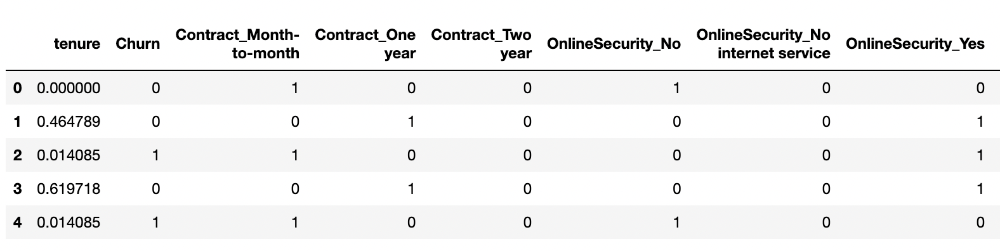 tenure Churn Contract_Month-to-month Contract_One year Contract_Two year OnlineSecurity_No OnlineSecurity_No internet service OnlineSecurity_Yes
0 0.000000 0 1 0 0 1 0 0
1 0.464789 0 0 1 0 0 0 1
2 0.014085 1 1 0 0 0 0 1
3 0.619718 0 0 1 0 0 0 1
4 0.014085 1 1 0 0 1 0 0